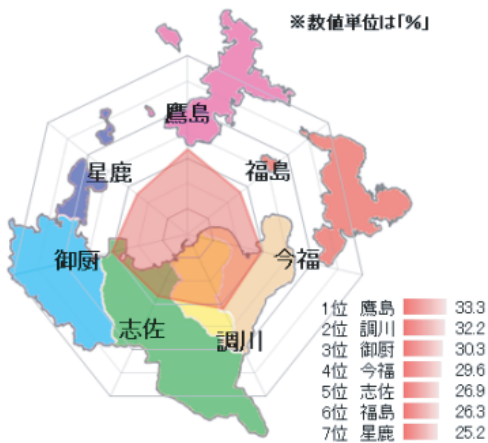 ※数値単位は「%」
鷹島
星鹿
福島
御厨
今福
志佐
調川
1位 鷹島 33.3
2位 調川 32.2
3位 御厨 30.3
4位 今福 29.6
5位 志佐 26.9
6位 福島 26.3
7位 星鹿 25.2